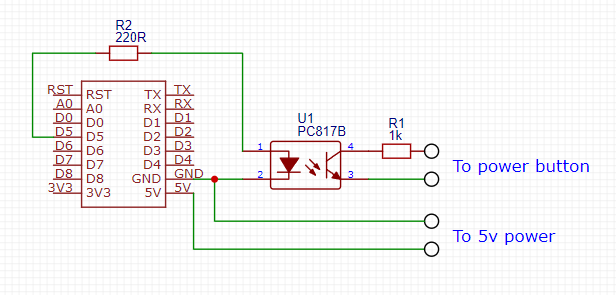 R2
220R
RST RST TX TX
A0 A0 RX RX
D0 D0 D1 D1
D5 D5 D2 D2
D6 D6 D3 D3
D7 D7 D4 D4
D8 D8 GND GND
3V3 3V3 5V 5V
U1
PC817B
1 4
2 3
R1
1k
To power button
To 5v power